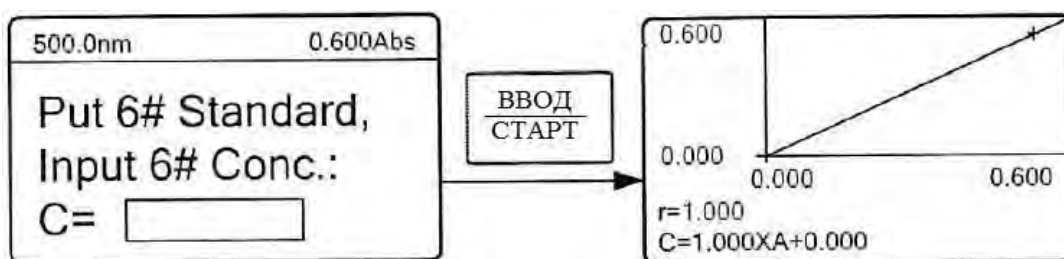 500.0nm 0.600Abs
Put 6# Standard,
Input 6# Conc.:
C=
ВВОД
СТАРТ
0.600
0.000
0.000 0.600
r=1.000
C=1.000XA+0.000